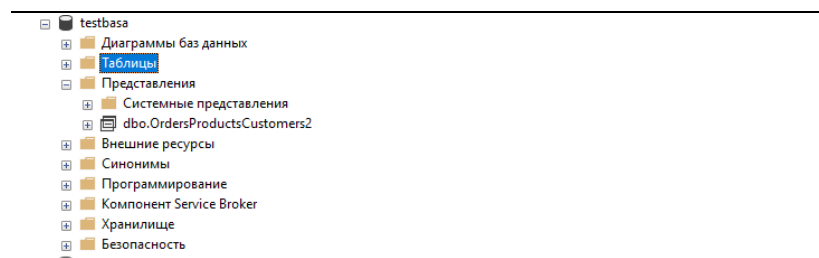 testbasa
Диаграммы баз данных
Таблицы
Представления
Системные представления
dbo.OrdersProductsCustomers2
Внешние ресурсы
Синонимы
Программирование
Компонент Service Broker
Хранилище
Безопасность